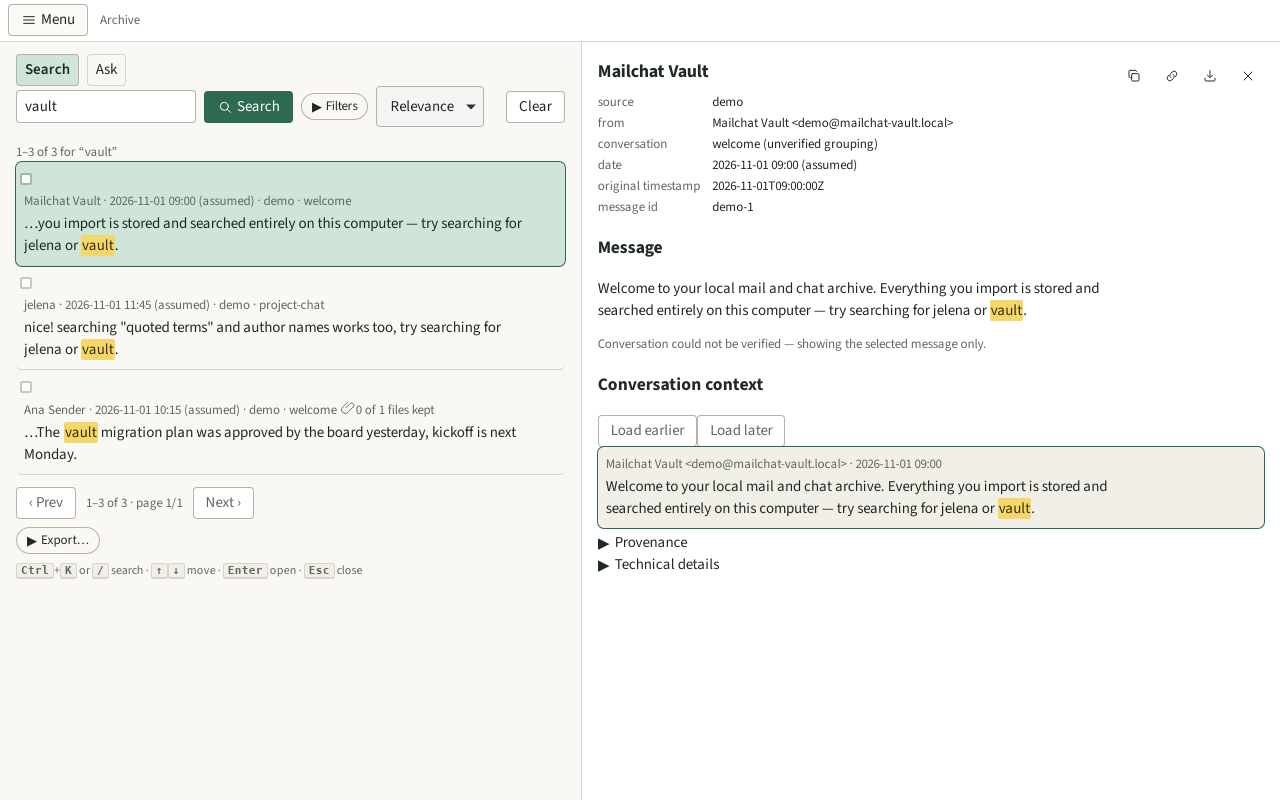 Menu
Archive
Search
Ask
vault
Search
▶ Filters
Relevance
Clear
1–3 of 3 for “vault”
Mailchat Vault · 2026-11-01 09:00 (assumed) · demo · welcome
…you import is stored and searched entirely on this computer — try searching for
jelena or vault.
jelena · 2026-11-01 11:45 (assumed) · demo · project-chat
nice! searching "quoted terms" and author names works too, try searching for
jelena or vault.
Ana Sender · 2026-11-01 10:15 (assumed) · demo · welcome 0 of 1 files kept
…The vault migration plan was approved by the board yesterday, kickoff is next
Monday.
‹ Prev
1–3 of 3 · page 1/1
Next ›
▶ Export…
Ctrl+K or / search · ↑ ↓ move · Enter open · Esc close
Mailchat Vault
source demo
from Mailchat Vault <demo@mailchat-vault.local>
conversation welcome (unverified grouping)
date 2026-11-01 09:00 (assumed)
original timestamp 2026-11-01T09:00:00Z
message id demo-1
Message
Welcome to your local mail and chat archive. Everything you import is stored and
searched entirely on this computer — try searching for jelena or vault.
Conversation could not be verified — showing the selected message only.
Conversation context
Load earlier
Load later
Mailchat Vault <demo@mailchat-vault.local> · 2026-11-01 09:00
Welcome to your local mail and chat archive. Everything you import is stored and
searched entirely on this computer — try searching for jelena or vault.
▶ Provenance
▶ Technical details